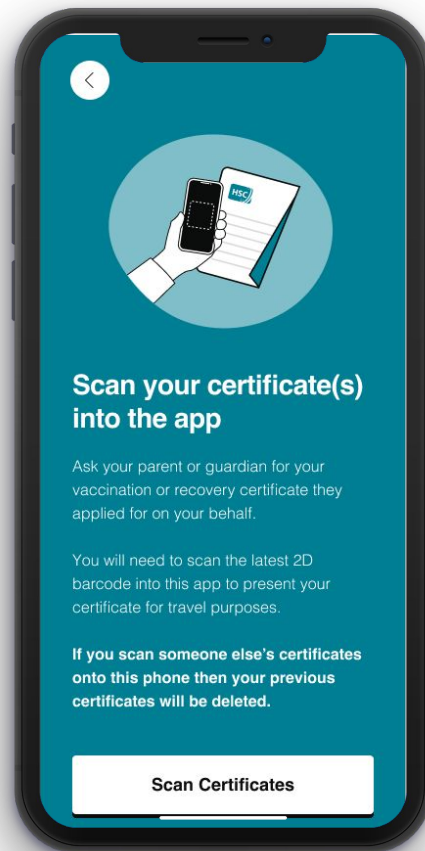 HSC
Scan your certificate(s)
into the app
Ask your parent or guardian for your
vaccination or recovery certificate they
applied for on your behalf.
You will need to scan the latest 2D
barcode into this app to present your
certificate for travel purposes.
If you scan someone else's certificates
onto this phone then your previous
certificates will be deleted.
Scan Certificates